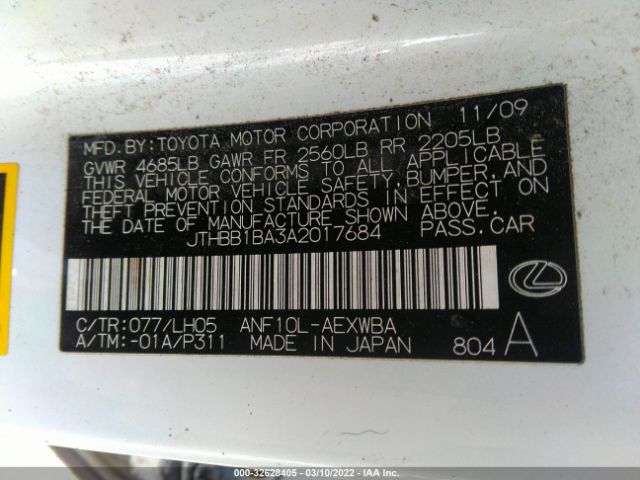 MFD.BY:TOYOTA MOTOR CORPORATION 11/09
GVWR 4685LB GAWR FR 2560LB RR 2205LB
THIS VEHICLE CONFORMS TO ALL APPLICABLE
FEDERAL MOTOR VEHICLE SAFETY,BUMPER,AND
THEFT PREVENTION STANDARDS IN EFFECT ON
THE DATE OF MANUFACTURE SHOWN ABOVE.
JTHBB1BA3A2017684 PASS.CAR
C/TR:077/LH05 ANF10L-AEXWBA
A/TM:-01A/P311 MADE IN JAPAN 804 A
000-32628405 - 03/10/2022 - IAA Inc.